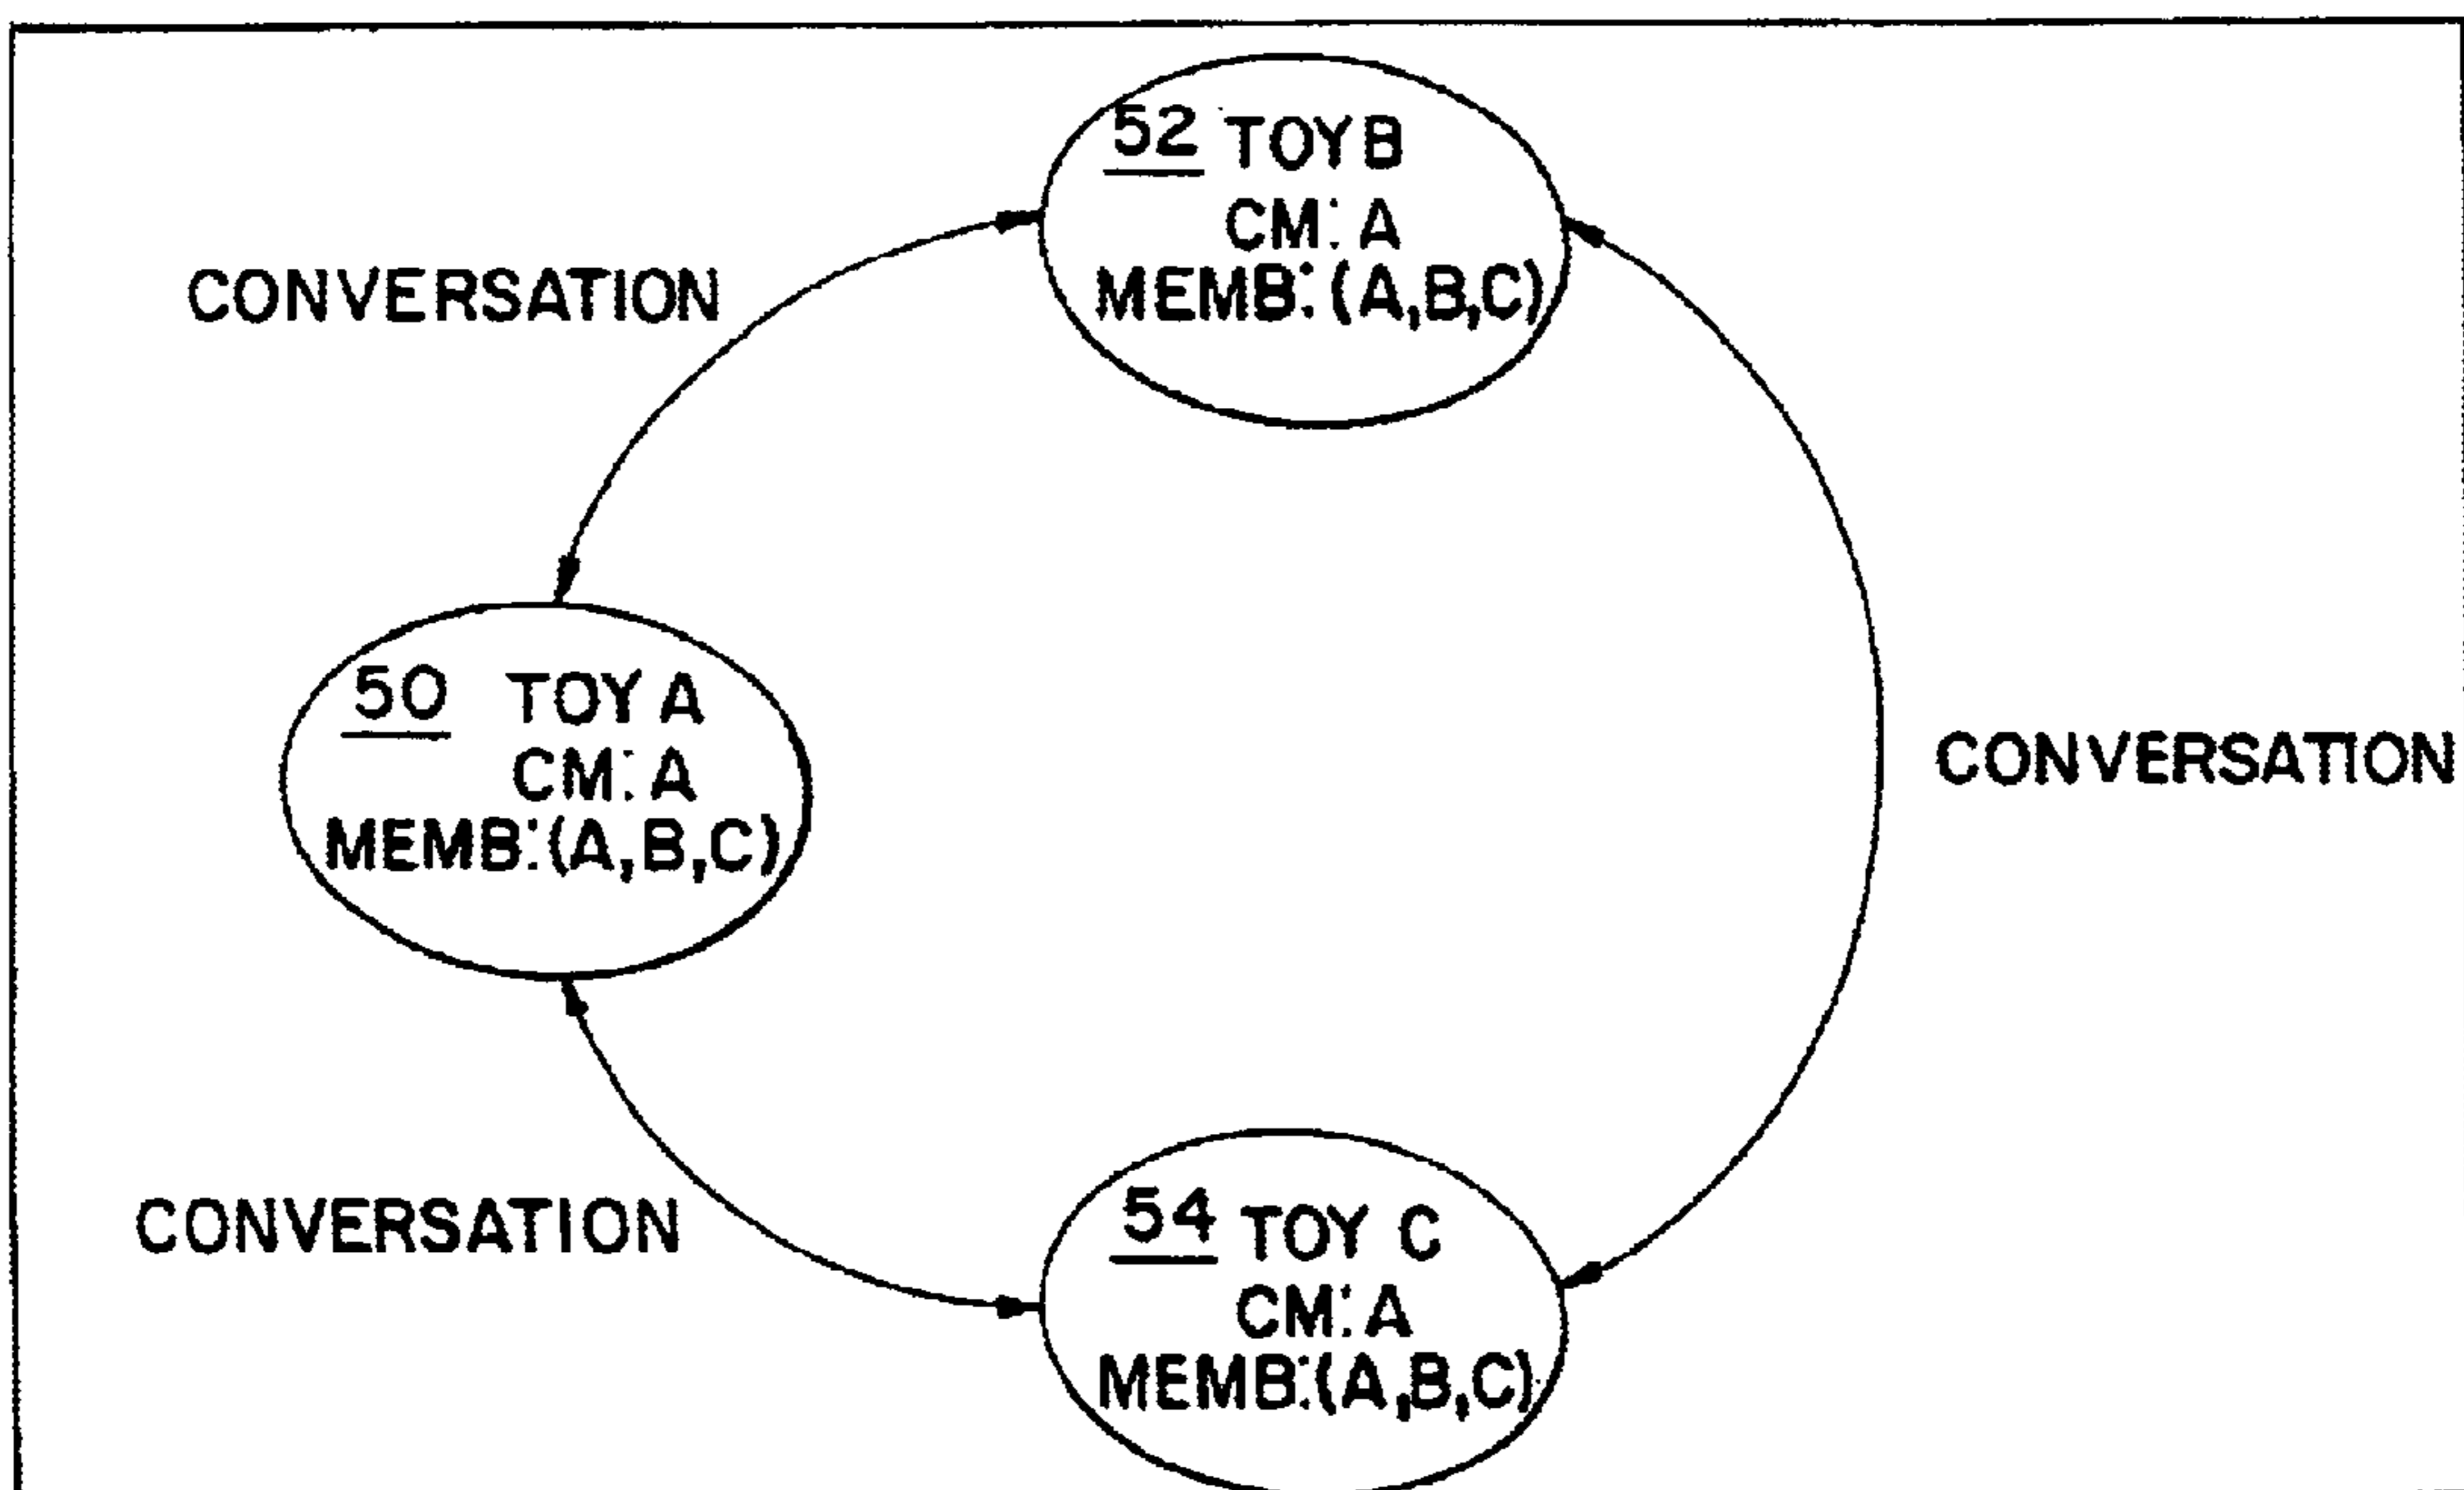 52 TOY B
CM: A
MEMB: (A,B,C)
CONVERSATION
50 TOY A
CM: A
MEMB:(A,B,C)
CONVERSATION
CONVERSATION
54 TOY C
CM: A
MEMB:(A,B,C)